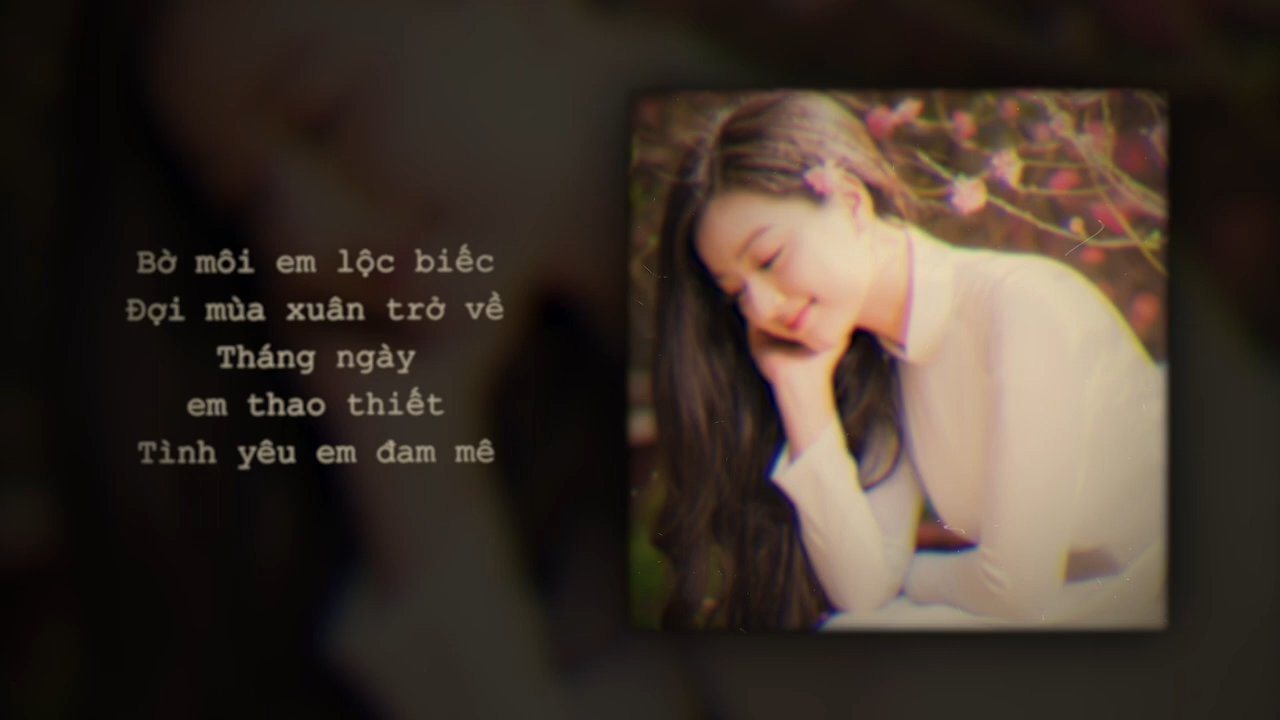 Bờ môi em lộc biếc
Đợi mùa xuân trở về
Tháng ngày
em thao thiết
Tình yêu em đam mê